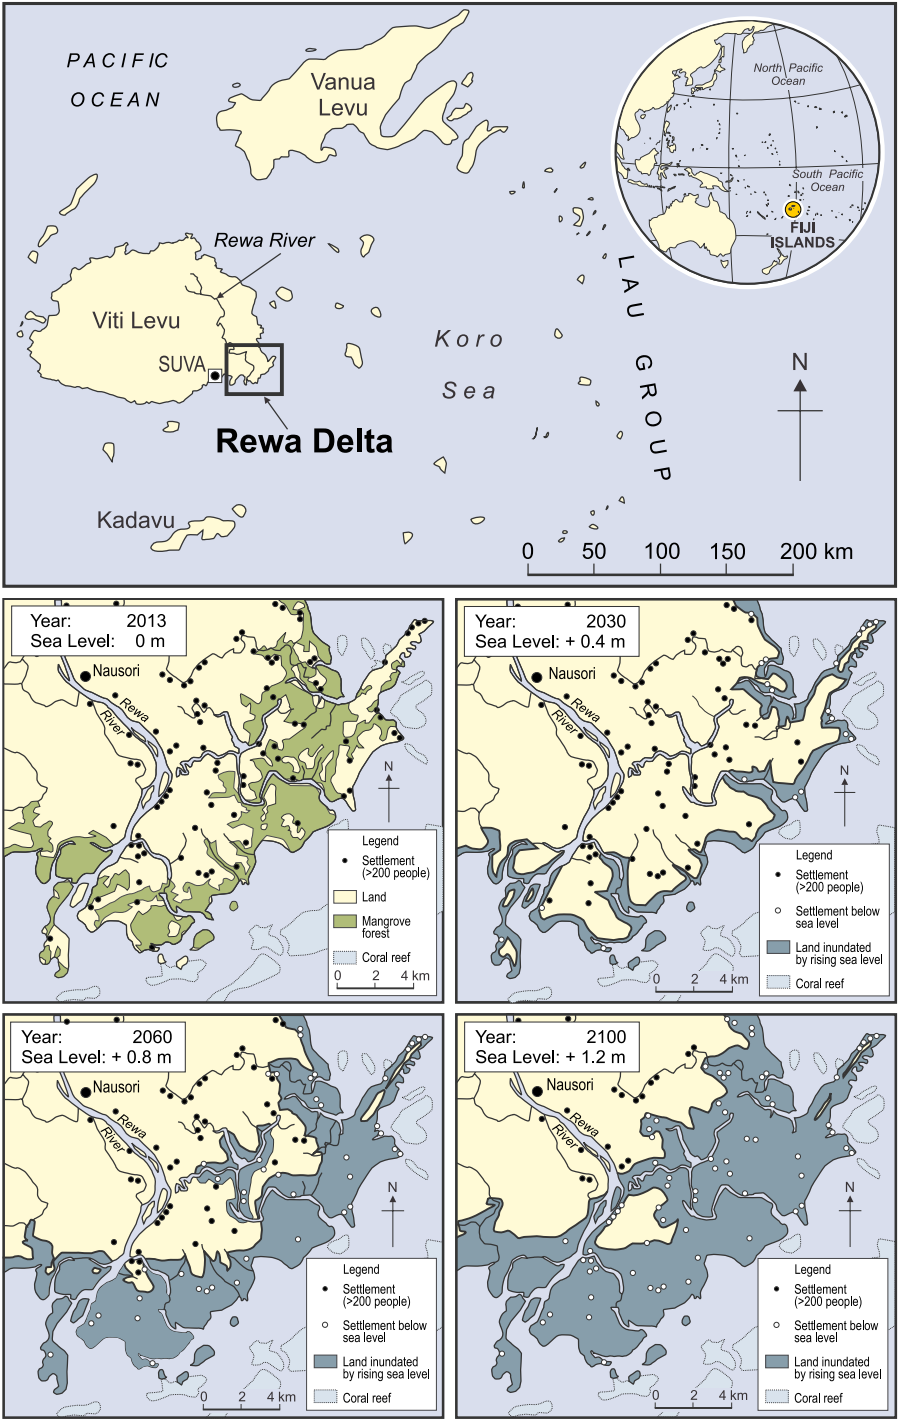 PACIFIC
OCEAN
Vanua
Levu
North Pacific
Ocean
South Pacific
Ocean
FIJI
ISLANDS
Rewa River
Viti Levu
SUVA
Koro
Sea
LAU GROUP
N
Rewa Delta
Kadavu
0 50 100 150 200 km
Year: 2013
Sea Level: 0 m
Nausori
Rewa
River
N
Legend
Settlement
(>200 people)
Land
Mangrove
forest
Coral reef
0 2 4 km
Year: 2030
Sea Level: + 0.4 m
Nausori
Rewa
River
N
Legend
Settlement
(>200 people)
Settlement below
sea level
Land inundated
by rising sea level
Coral reef
0 2 4 km
Year: 2060
Sea Level: + 0.8 m
Nausori
Rewa
River
N
Legend
Settlement
(>200 people)
Settlement below
sea level
Land inundated
by rising sea level
Coral reef
0 2 4 km
Year: 2100
Sea Level: + 1.2 m
Nausori
Rewa
River
N
Legend
Settlement
(>200 people)
Settlement below
sea level
Land inundated
by rising sea level
Coral reef
0 2 4 km